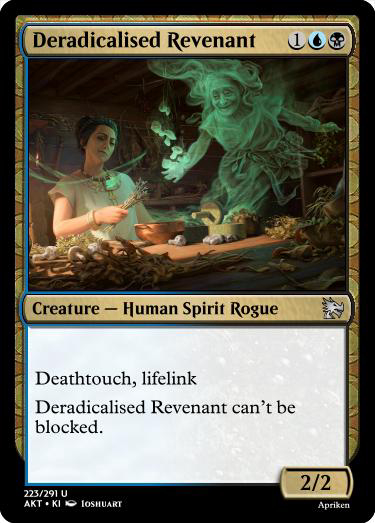 Deradicalised Revenant 1
Creature — Human Spirit Rogue
Deathtouch, lifelink
Deradicalised Revenant can't be
blocked.
2/2
223/291 U
AKT • KI Ioshuart
Apriken